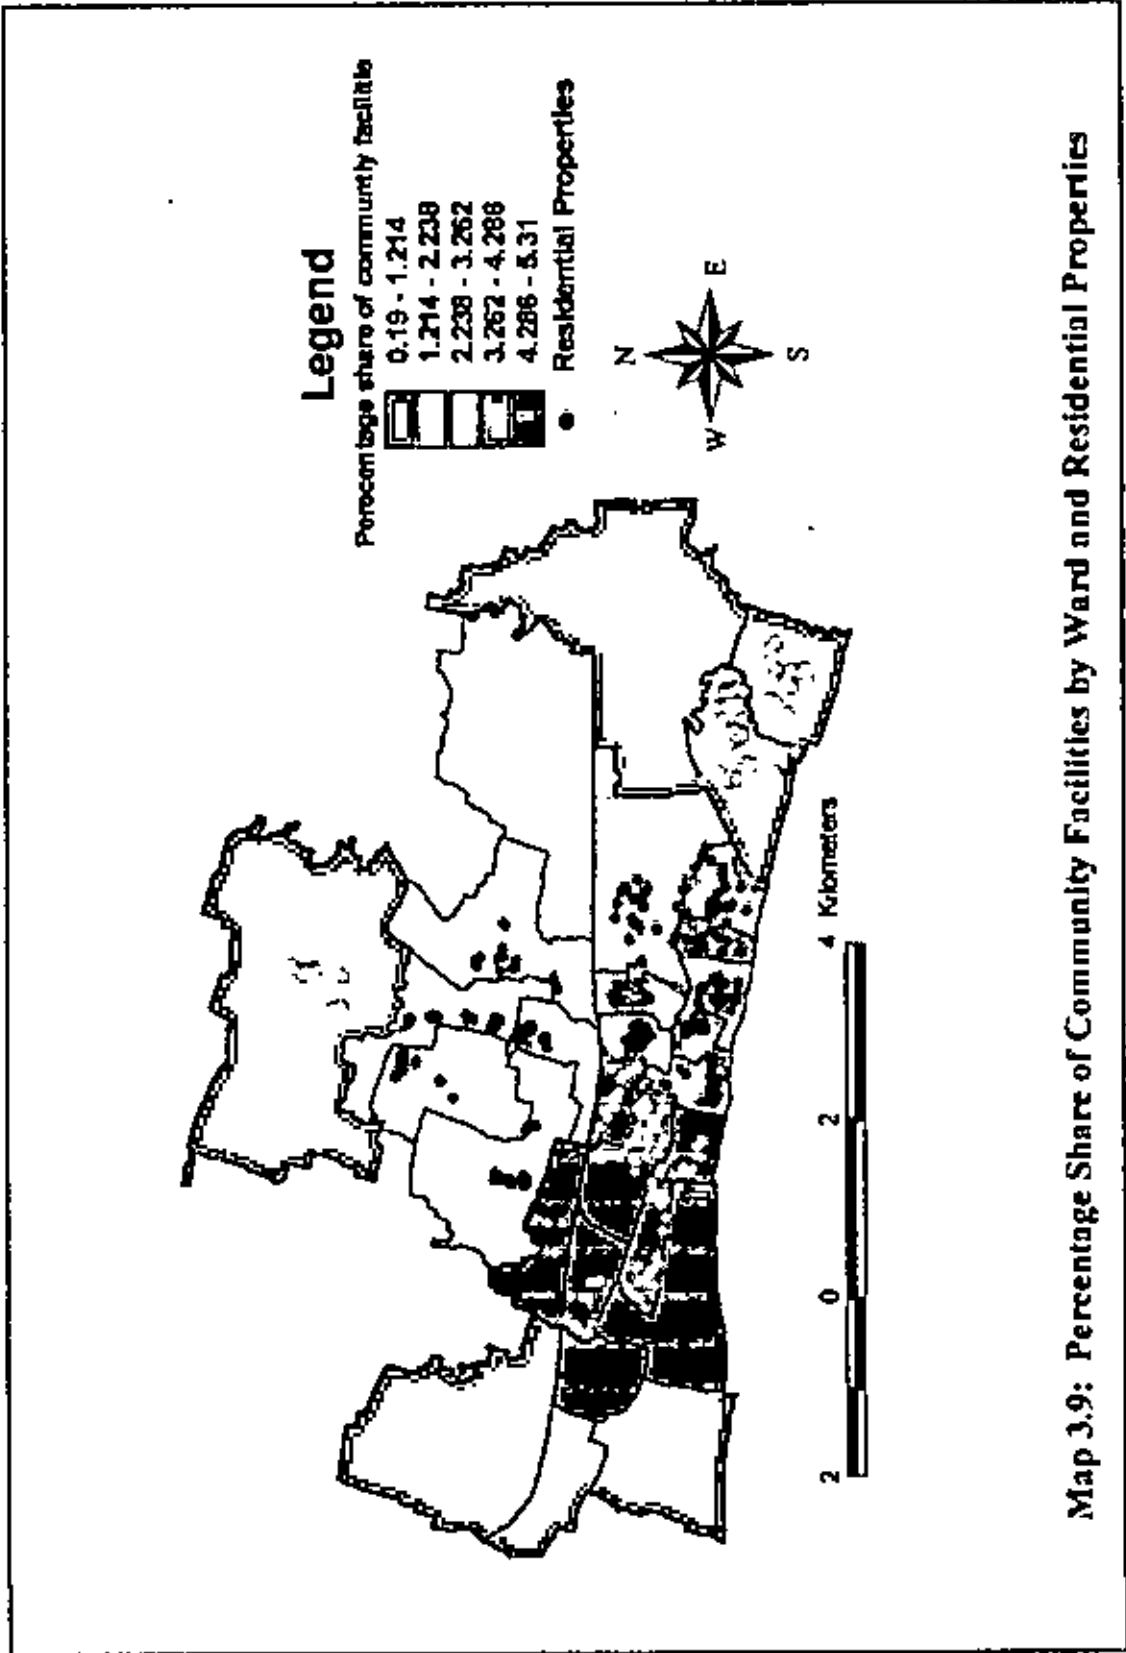 Legend
Porocontage share of communtly facilitie
0.19 - 1.214
1.214 - 2.238
2.238 - 3.262
3.262 - 4.286
4.286 - 5.31
Residential Properties
N
W E
S
2 0 2 4 Kilometers
Map 3.9: Percentage Share of Community Facilities by Ward and Residential Properties